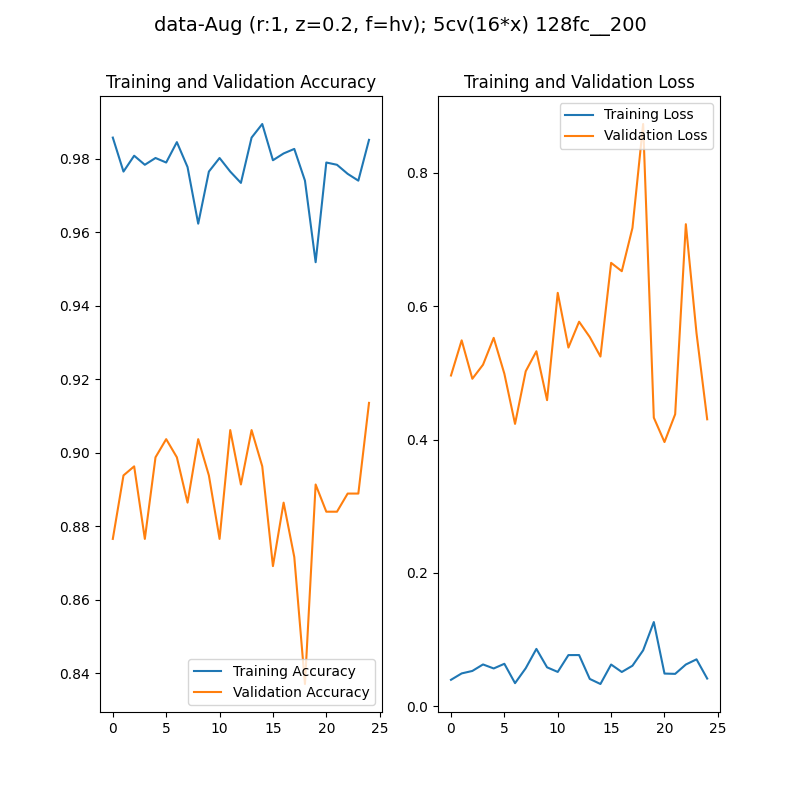 data-Aug (r:1, z=0.2, f=hv); 5cv(16*x) 128fc__200
Training and Validation Accuracy
0.98
0.96
0.94
0.92
0.90
0.88
0.86
0.84
Training Accuracy
Validation Accuracy
0 5 10 15 20 25
Training and Validation Loss
Training Loss
Validation Loss
0.8
0.6
0.4
0.2
0.0
0 5 10 15 20 25